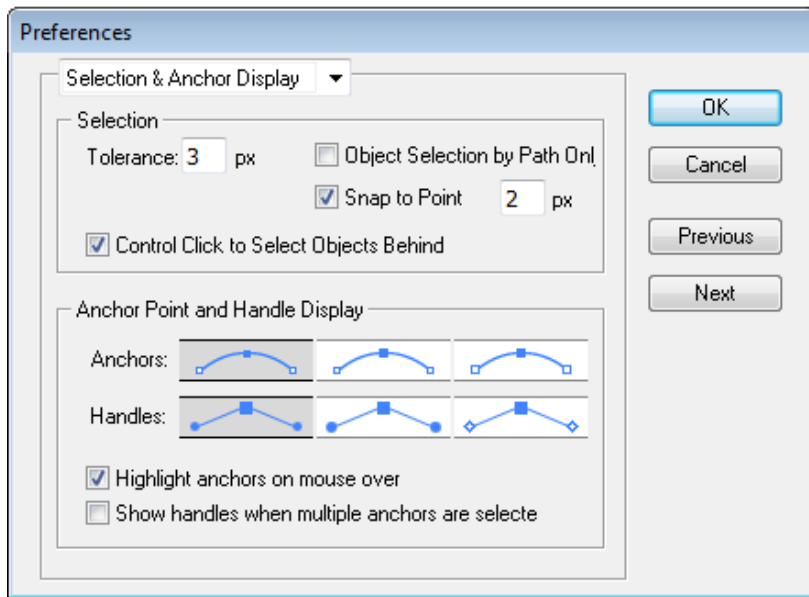 Preferences
Selection & Anchor Display
OK
Selection
Tolerance: 3 px
Object Selection by Path Onl
Cancel
Snap to Point 2 px
Control Click to Select Objects Behind
Previous
Next
Anchor Point and Handle Display
Anchors:
Handles:
Highlight anchors on mouse over
Show handles when multiple anchors are selecte